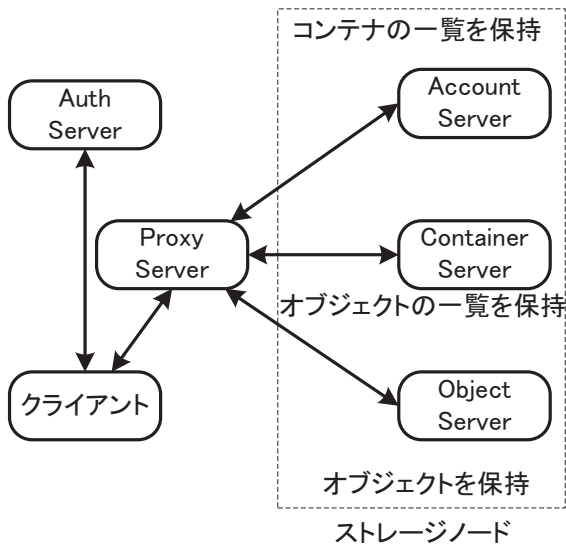 コンテナの一覧を保持
Auth
Server
Account
Server
Proxy
Server
Container
Server
オブジェクトの一覧を保持
クライアント
Object
Server
オブジェクトを保持
ストレージノード